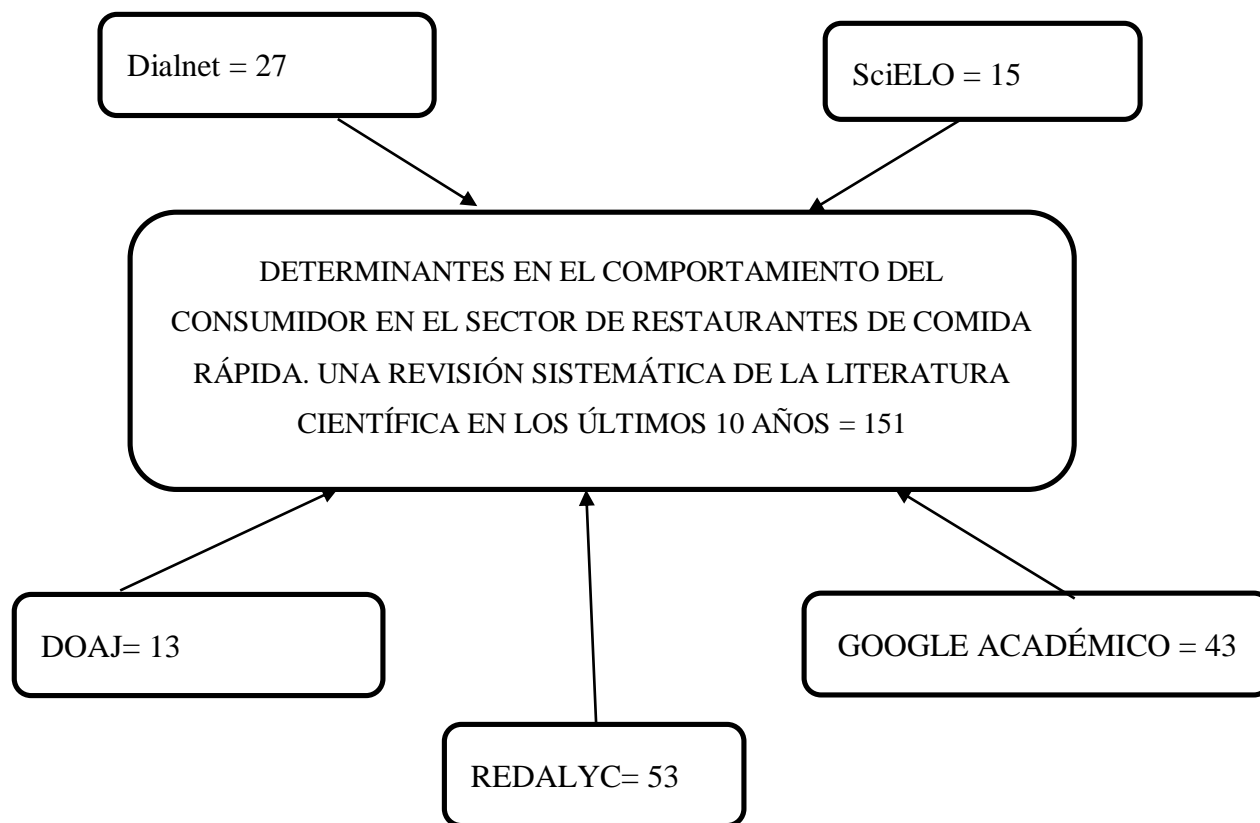 Dialnet = 27
SciELO = 15
DETERMINANTES EN EL COMPORTAMIENTO DEL
CONSUMIDOR EN EL SECTOR DE RESTAURANTES DE COMIDA
RÁPIDA. UNA REVISIÓN SISTEMÁTICA DE LA LITERATURA
CIENTÍFICA EN LOS ÚLTIMOS 10 AÑOS = 151
DOAJ= 13
GOOGLE ACADÉMICO = 43
REDALYC= 53